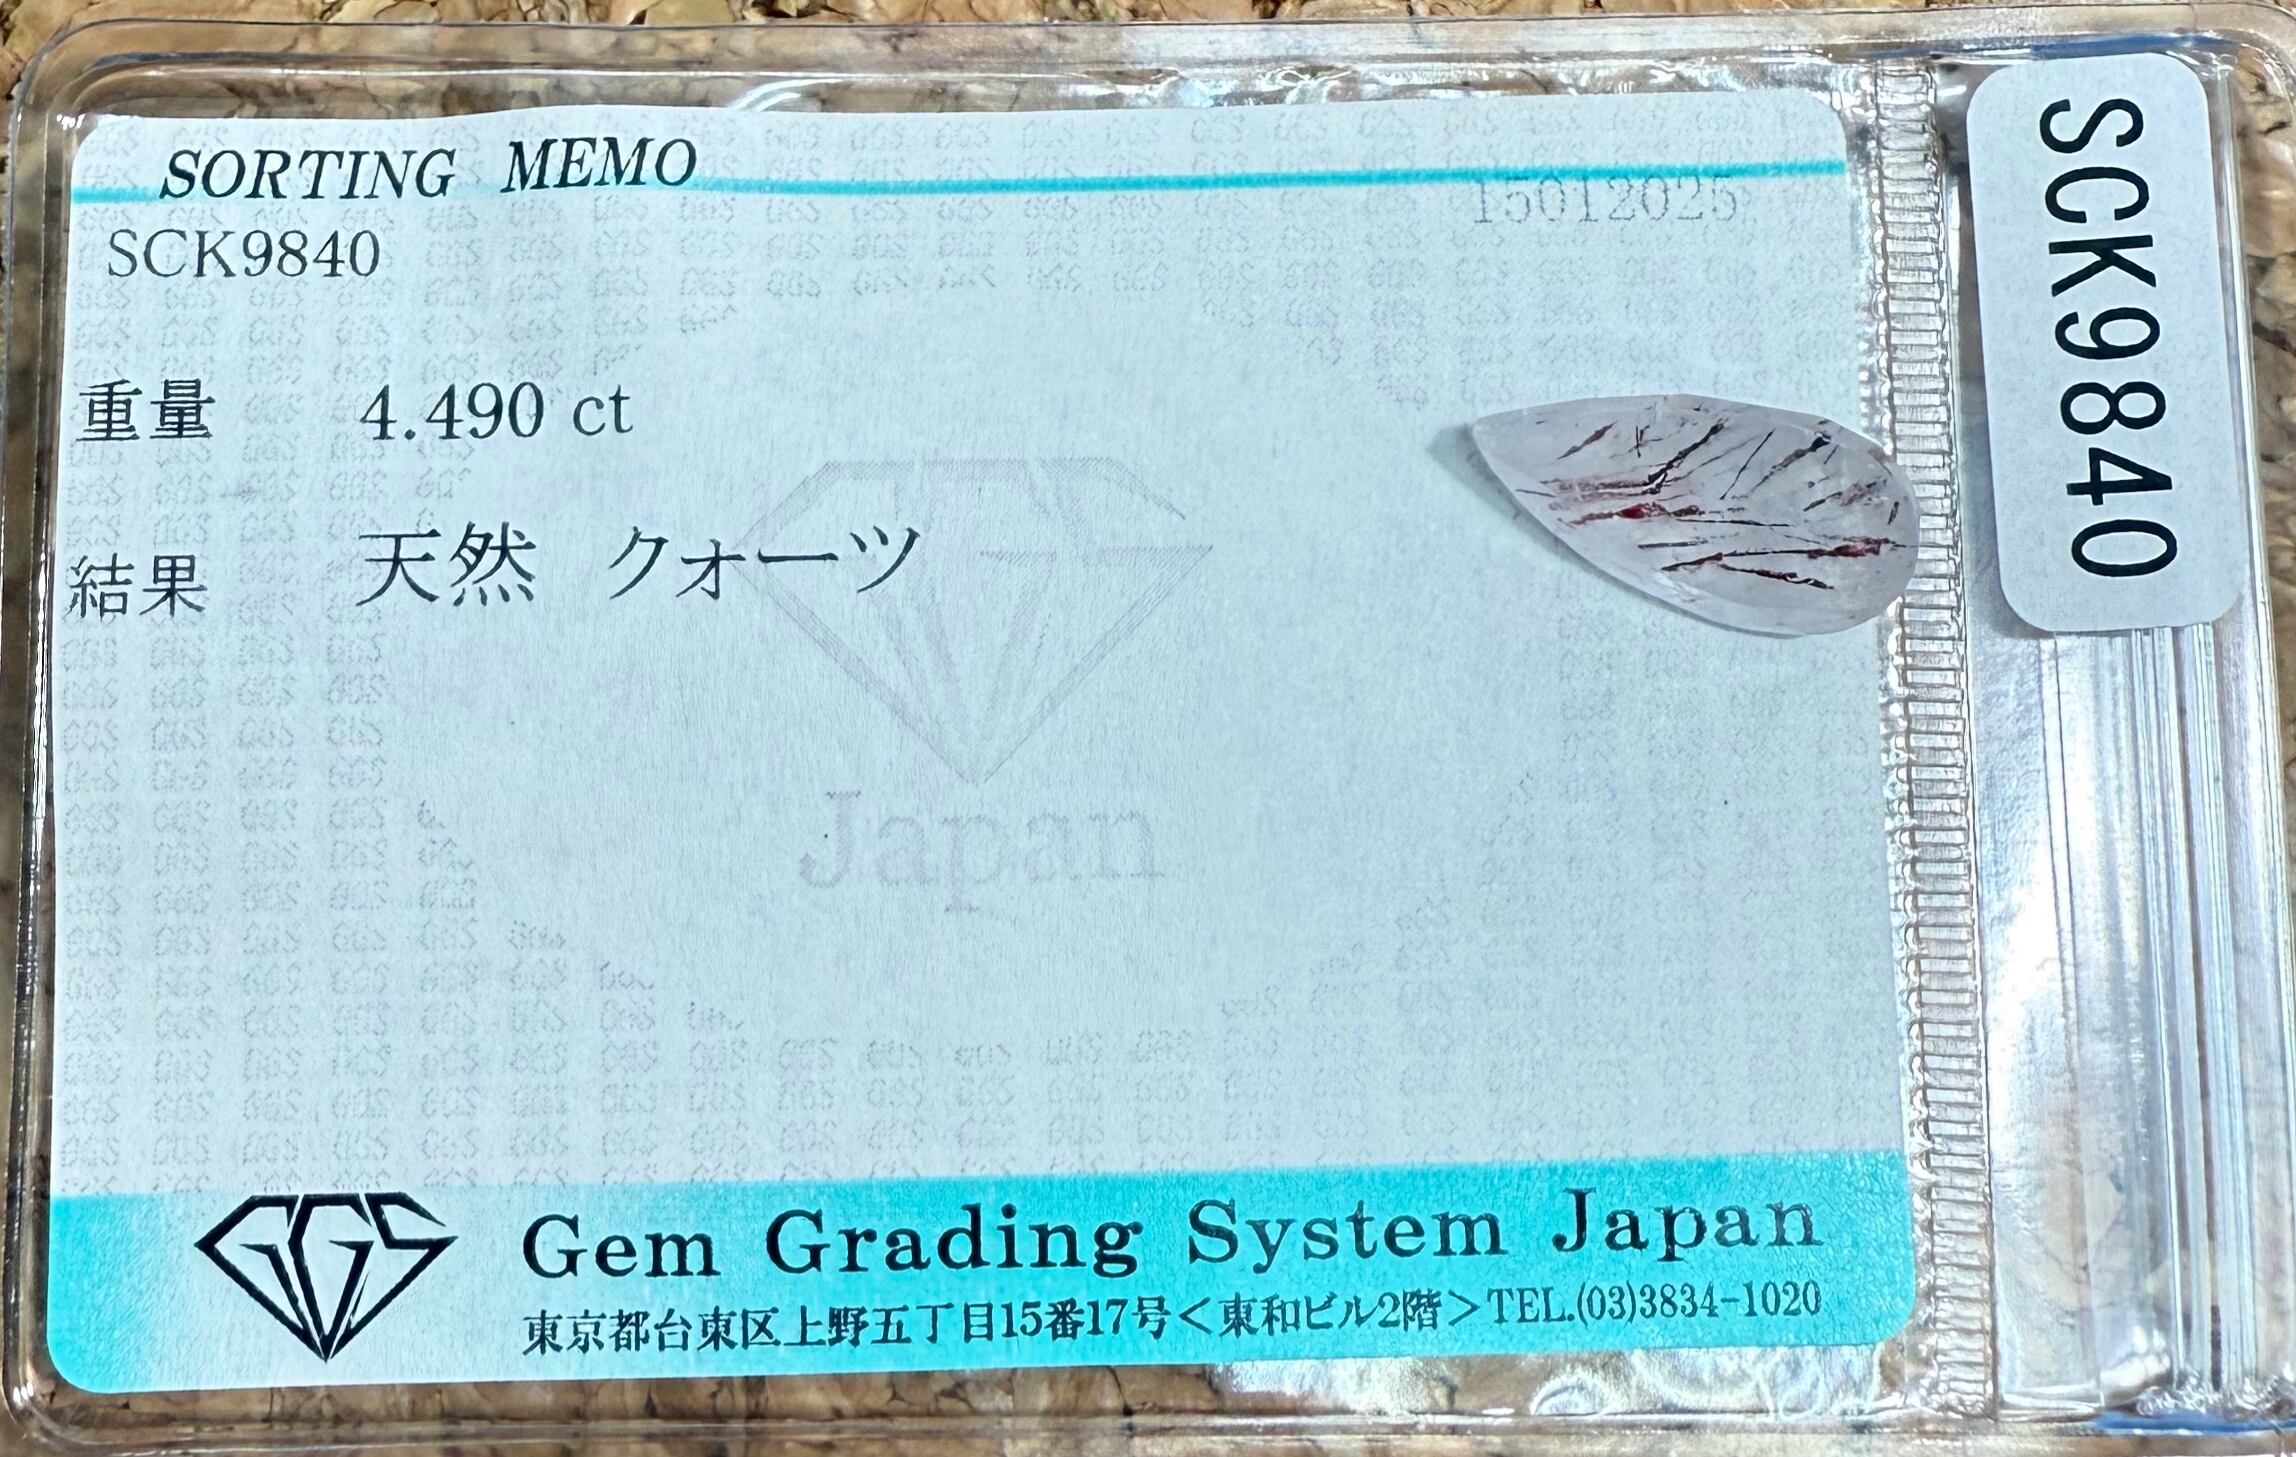 SORTING MEMO
15012025
SCK9840
重量 4.490 ct
結果 天然 クォーツ
Japan
GGS
Gem Grading System Japan
東京都台東区上野五丁目15番17号<東和ビル2階>TEL.(03)3834-1020
SCK9840